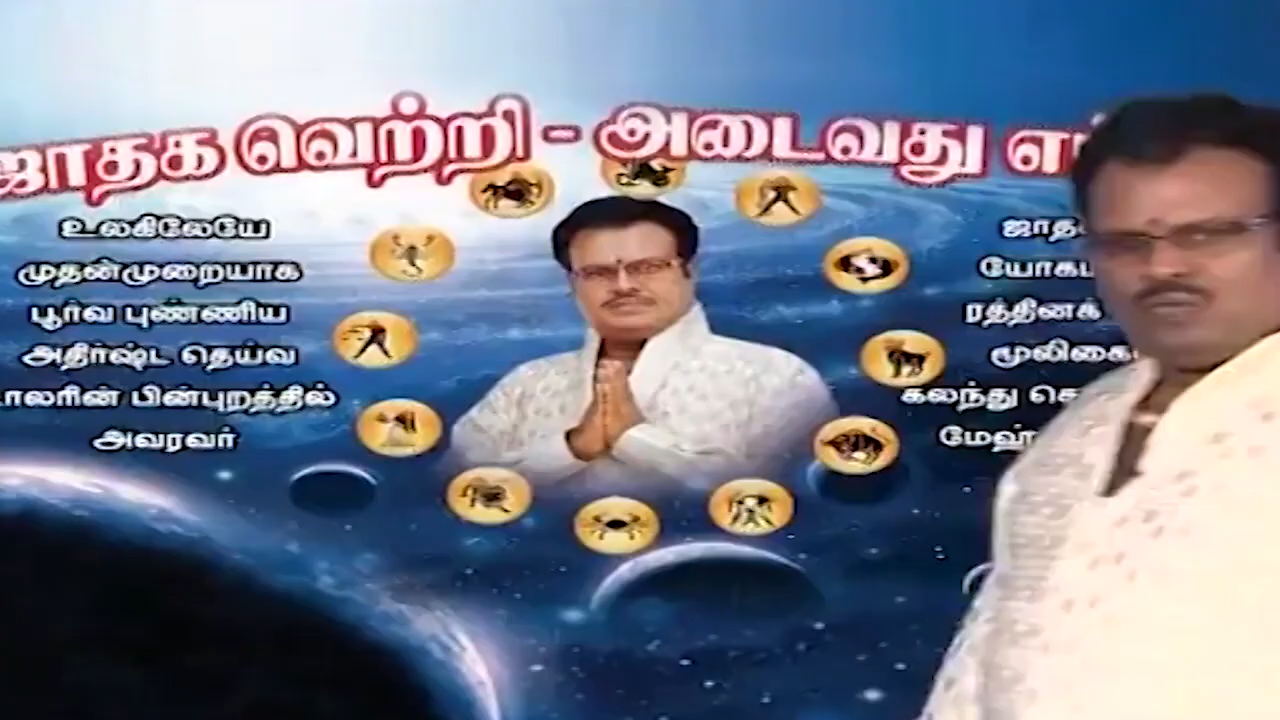 ஜாதக வெற்றி - அடைவது
உலகிலேயே
முதன்முறையாக
பூர்வ புண்ணிய
அதிர்ஷ்ட தெய்வ
பின்புறத்தில்
அவரவர்
ரத்தினக்
கலந்து